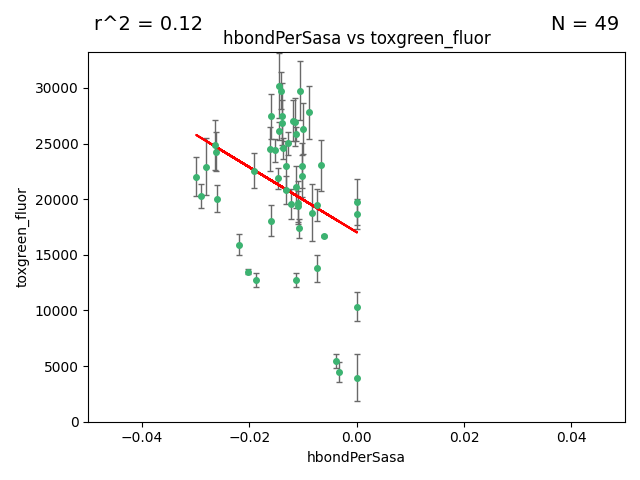 r^2 = 0.12
N = 49
hbondPerSasa vs toxgreen_fluor
30000
25000
20000
15000
10000
5000
0
toxgreen_fluor
−0.04
−0.02
0.00
0.02
0.04
hbondPerSasa